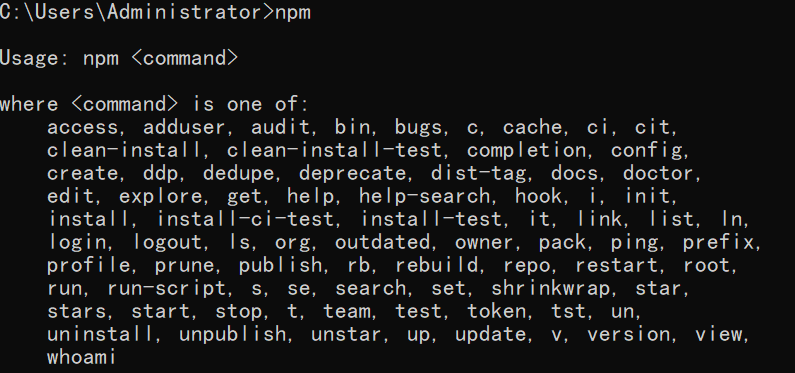 C:\Users\Administrator>npm
Usage: npm <command>
where <command> is one of:
access, adduser, audit, bin, bugs, c, cache, ci, cit,
clean-install, clean-install-test, completion, config,
create, ddp, dedupe, deprecate, dist-tag, docs, doctor,
edit, explore, get, help, help-search, hook, i, init,
install, install-ci-test, install-test, it, link, list, ln,
login, logout, ls, org, outdated, owner, pack, ping, prefix,
profile, prune, publish, rb, rebuild, repo, restart, root,
run, run-script, s, se, search, set, shrinkwrap, star,
stars, start, stop, t, team, test, token, tst, un,
uninstall, unpublish, unstar, up, update, v, version, view,
whoami